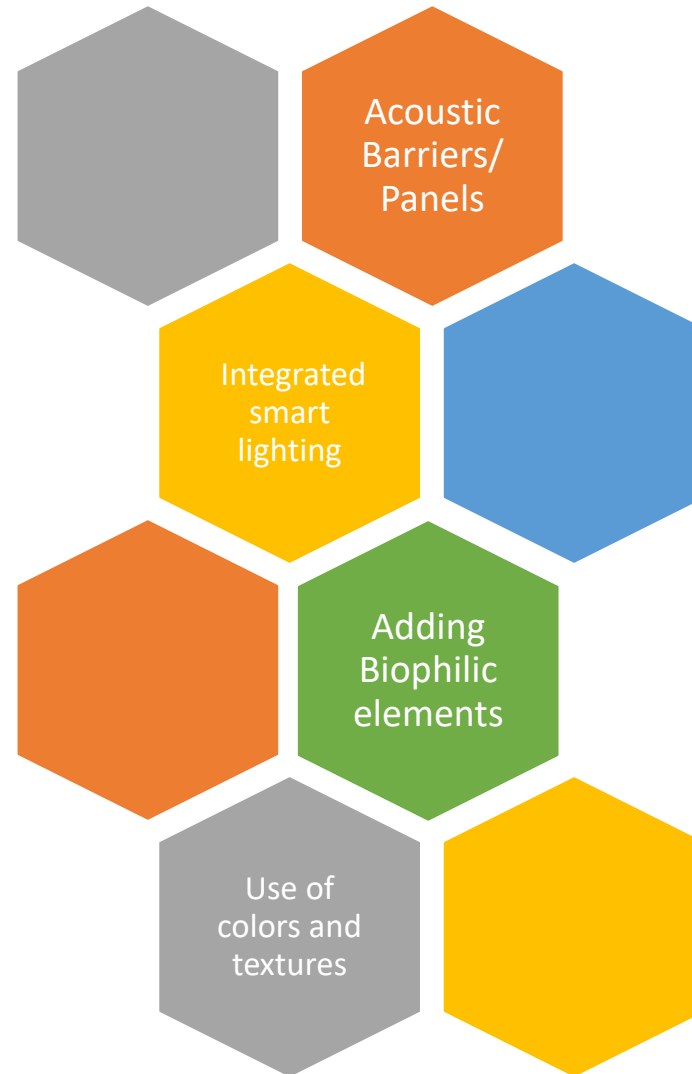 Acoustic
Barriers/
Panels
Integrated
smart
lighting
Adding
Biophilic
elements
Use of
colors and
textures